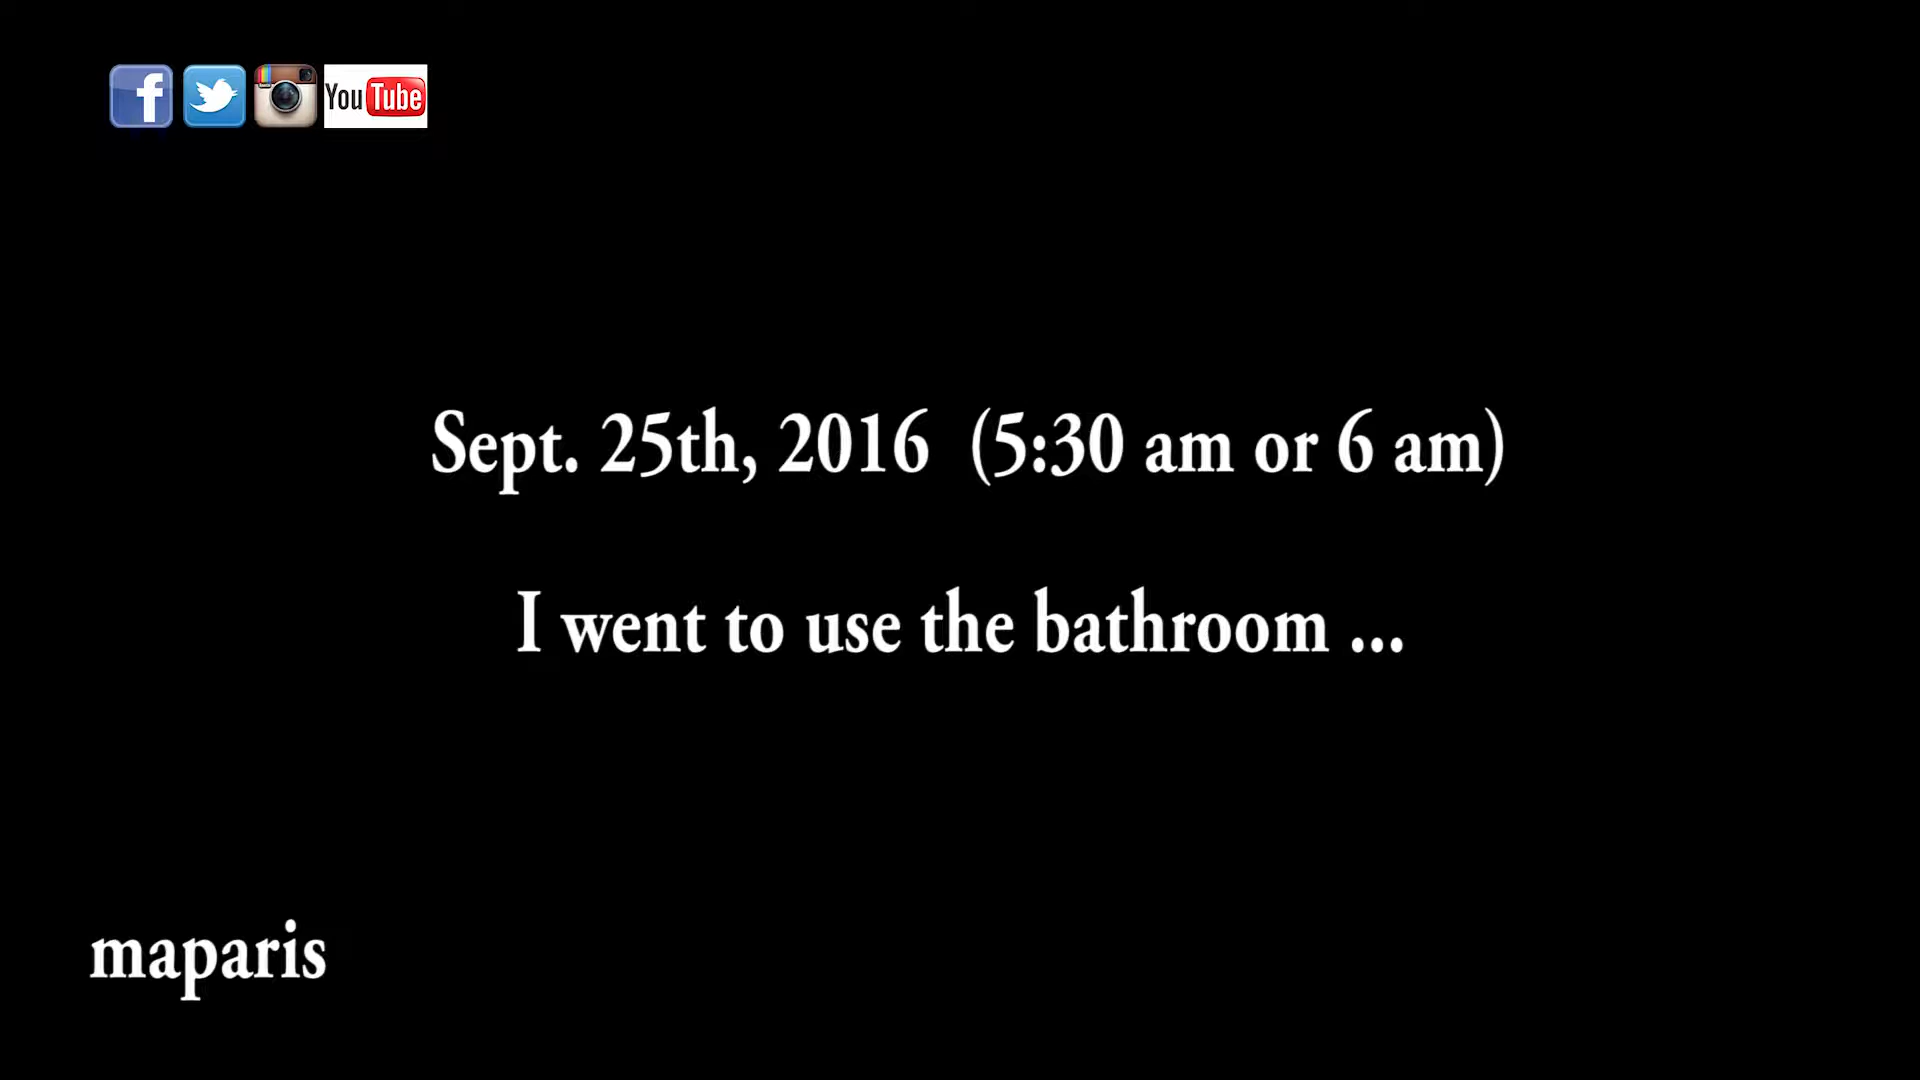 f
You Tube
Sept. 25th, 2016 (5:30 am or 6 am)
I went to use the bathroom ...
maparis